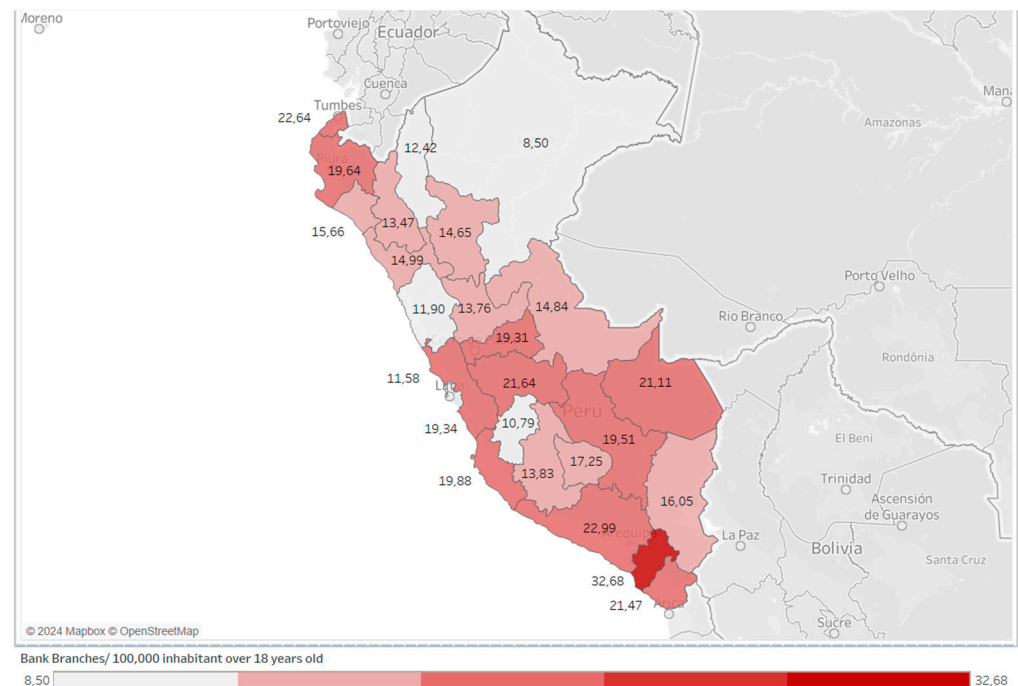 Moreno
Portoviejo
Ecuador
Cuenca
Tumbes
22,64
12,42
8,50
Amazonas
Piura
19,64
15,66
13,47
14,65
14,99
Porto Velho
11,90
13,76
14,84
Rio Branco
19,31
Rondônia
11,58
21,64
21,11
Perú
19,34
10,79
19,51
El Beni
17,25
19,88
13,83
Trinidad
16,05
Ascensión
de Guarayos
22,99
Arequipa
La Paz
Bolivia
Santa Cruz
32,68
21,47
Arica
Sucre
© 2024 Mapbox © OpenStreetMap
Bank Branches/ 100,000 inhabitant over 18 years old
8,50
32,68